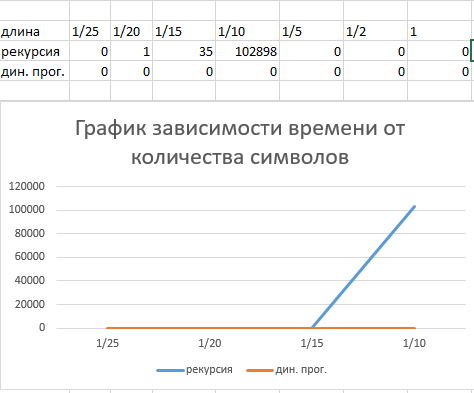 длина 1/25 1/20 1/15 1/10 1/5 1/2 1
рекурсия 0 1 35 102898 0 0 0
дин. прог. 0 0 0 0 0 0 0
График зависимости времени от
количества символов
120000
100000
80000
60000
40000
20000
0
1/25 1/20 1/15 1/10
рекурсия дин. прог.